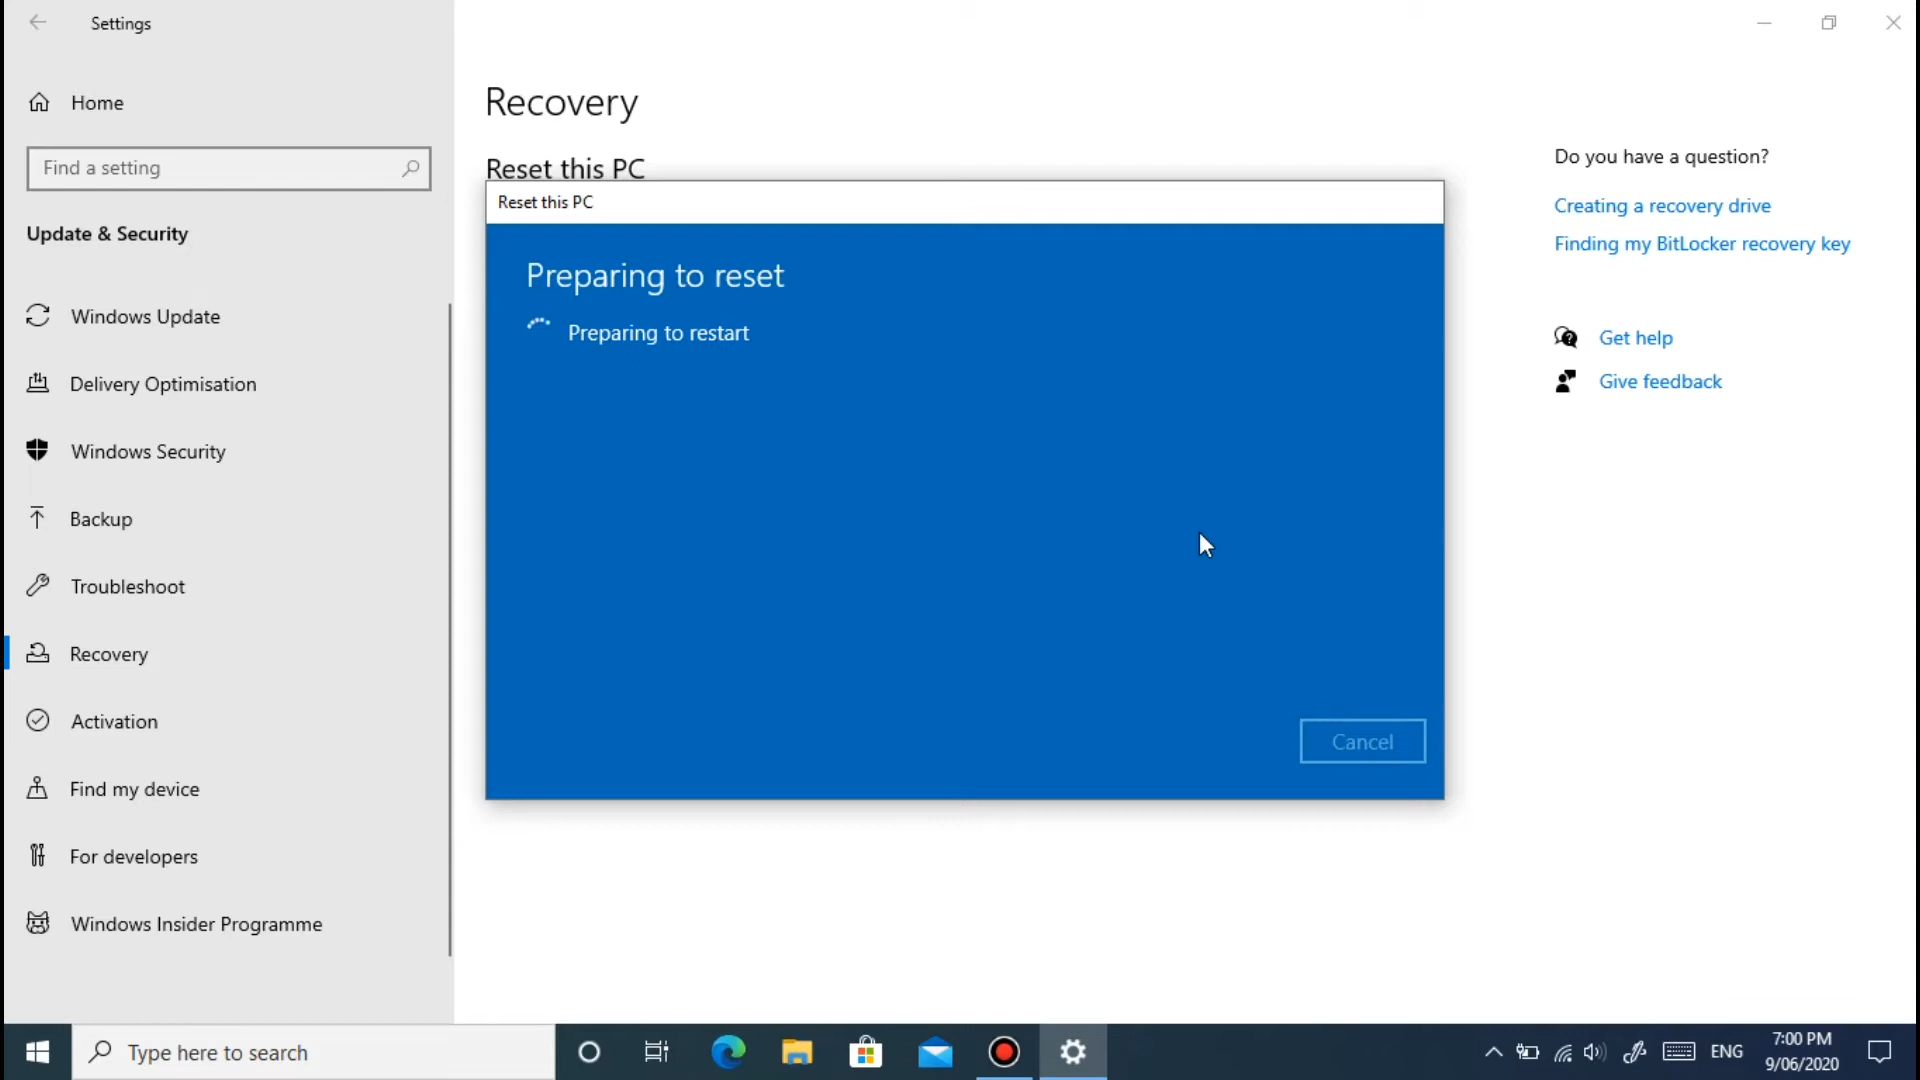 Settings
Home
Find a setting
Update & Security
Windows Update
Delivery Optimisation
Windows Security
Backup
Troubleshoot
Recovery
Activation
Find my device
For developers
Windows Insider Programme
Recovery
Reset this PC
Reset this PC
Preparing to reset
Preparing to restart
Cancel
Do you have a question?
Creating a recovery drive
Finding my BitLocker recovery key
Get help
Give feedback
Type here to search
ENG
7:00 PM
9/06/2020